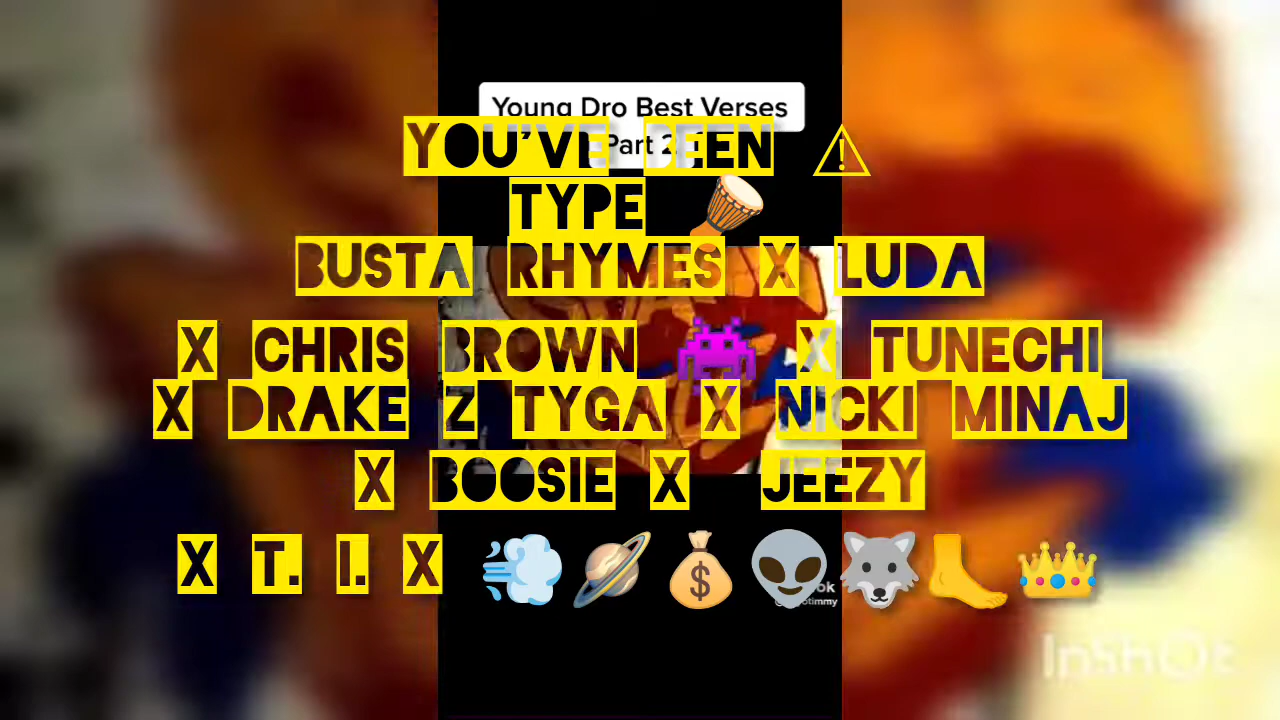 Young Dro Best Verses
Part 2
YOU'VE BEEN ⚠
TYPE 🪘
BUSTA RHYMES X LUDA
X CHRIS BROWN 👾 X TUNECHI
X DRAKE Z TYGA X NICKI MINAJ
X BOOSIE X JEEZY
X T. I. X 💨🪐💰👽🐺🦶👑
InShOt